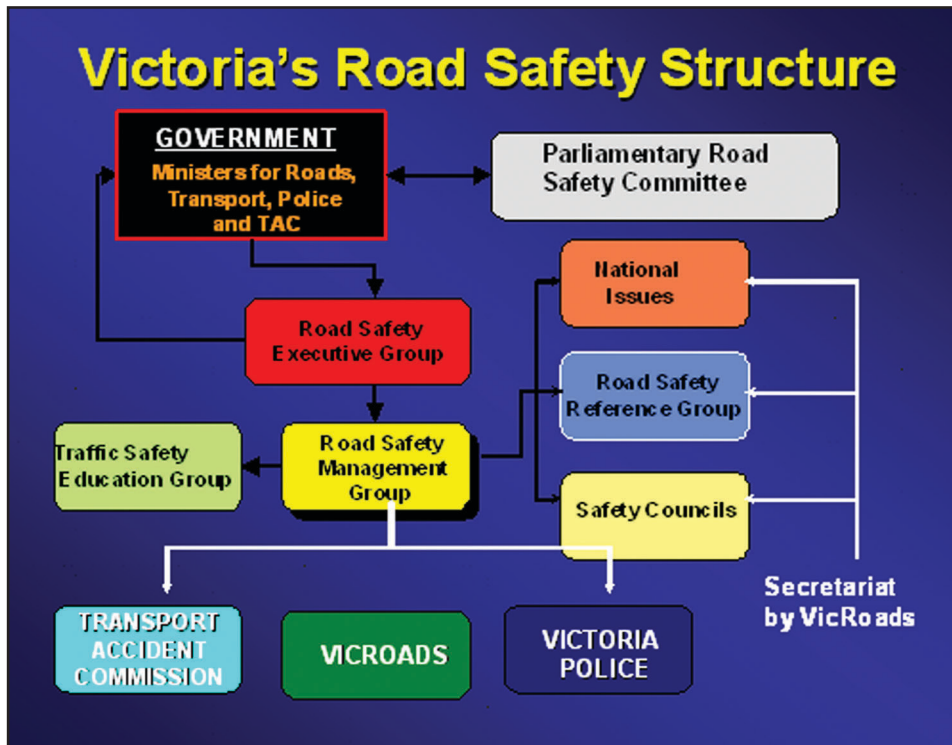 Victoria's Road Safety Structure
GOVERNMENT
Ministers for Roads,
Transport, Police
and TAC
Parliamentary Road
Safety Committee
National
Issues
Road Safety
Executive Group
Road Safety
Reference Group
Traffic Safety
Education Group
Road Safety
Management
Group
Safety Councils
Secretariat
by VicRoads
TRANSPORT
ACCIDENT
COMMISSION
VICROADS
VICTORIA
POLICE